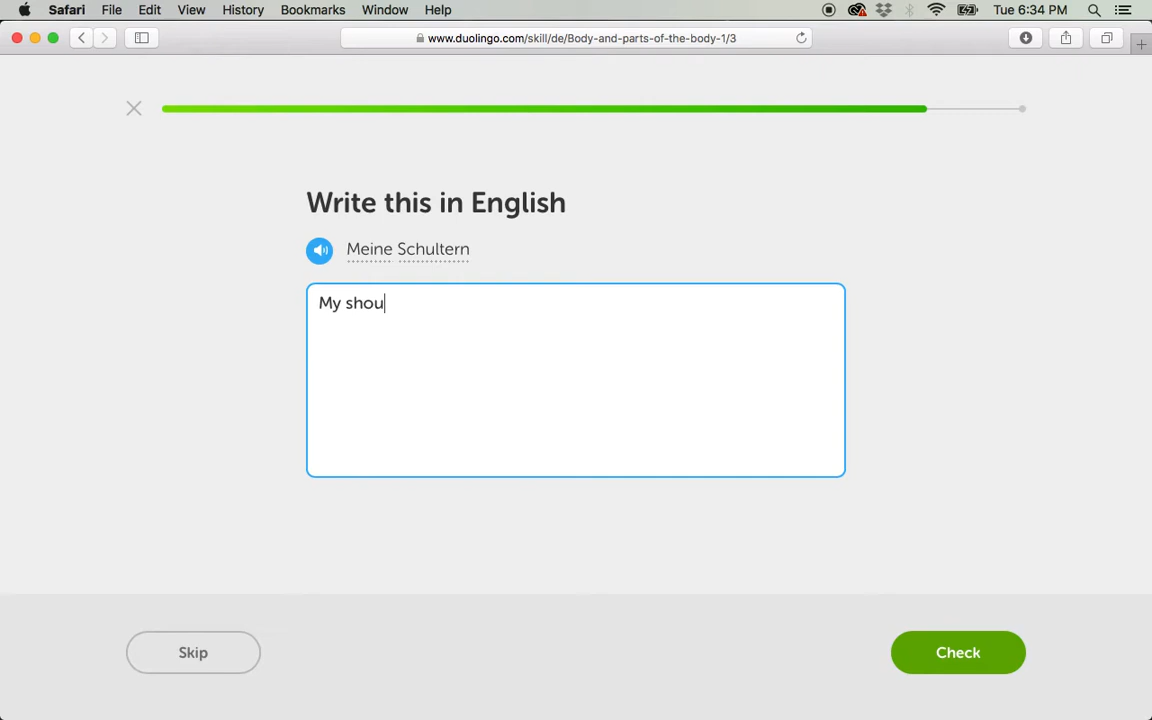 Safari File Edit View History Bookmarks Window Help Tue 6:34 PM
www.duolingo.com/skill/de/Body-and-parts-of-the-body-1/3
Write this in English
Meine Schultern
My shou
Skip Check